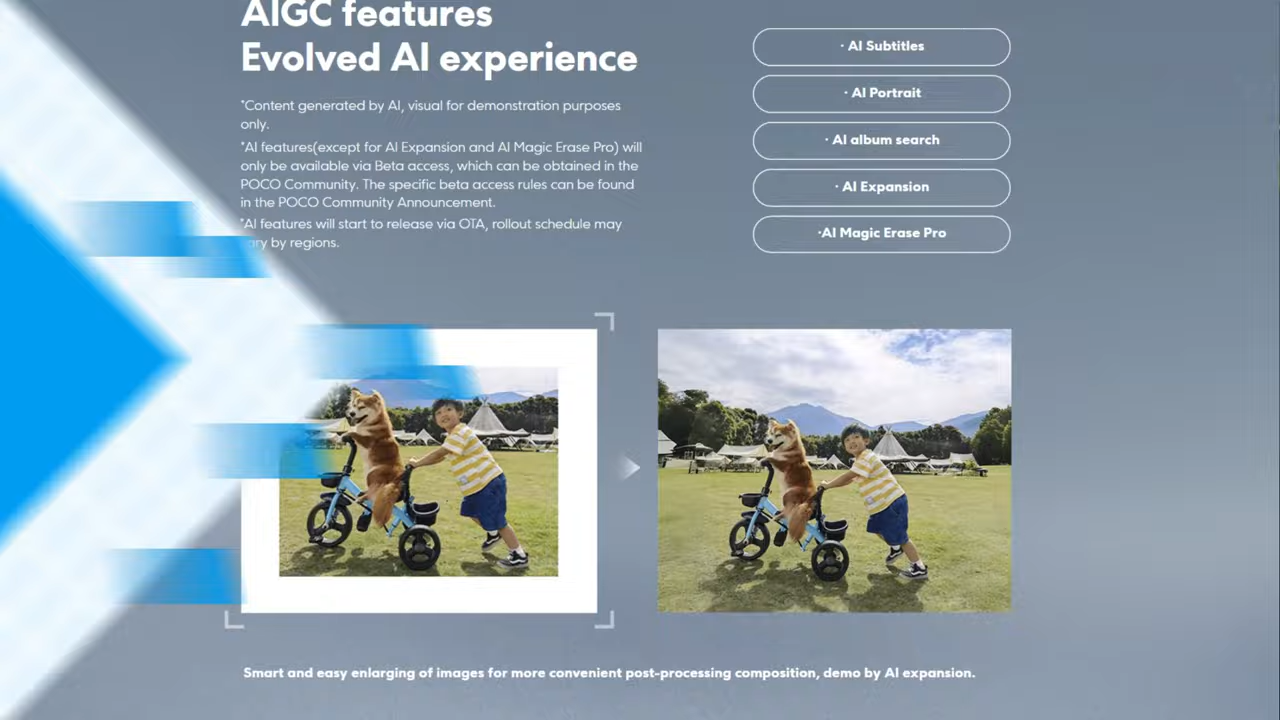 AIGC features
Evolved AI experience
*Content generated by AI, visual for demonstration purposes
only.
*AI features(except for AI Expansion and AI Magic Erase Pro) will
only be available via Beta access, which can be obtained in the
POCO Community. The specific beta access rules can be found
in the POCO Community Announcement.
*AI features will start to release via OTA, rollout schedule may
by regions.
· AI Subtitles
· AI Portrait
· AI album search
· AI Expansion
·AI Magic Erase Pro
Smart and easy enlarging of images for more convenient post-processing composition, demo by AI expansion.